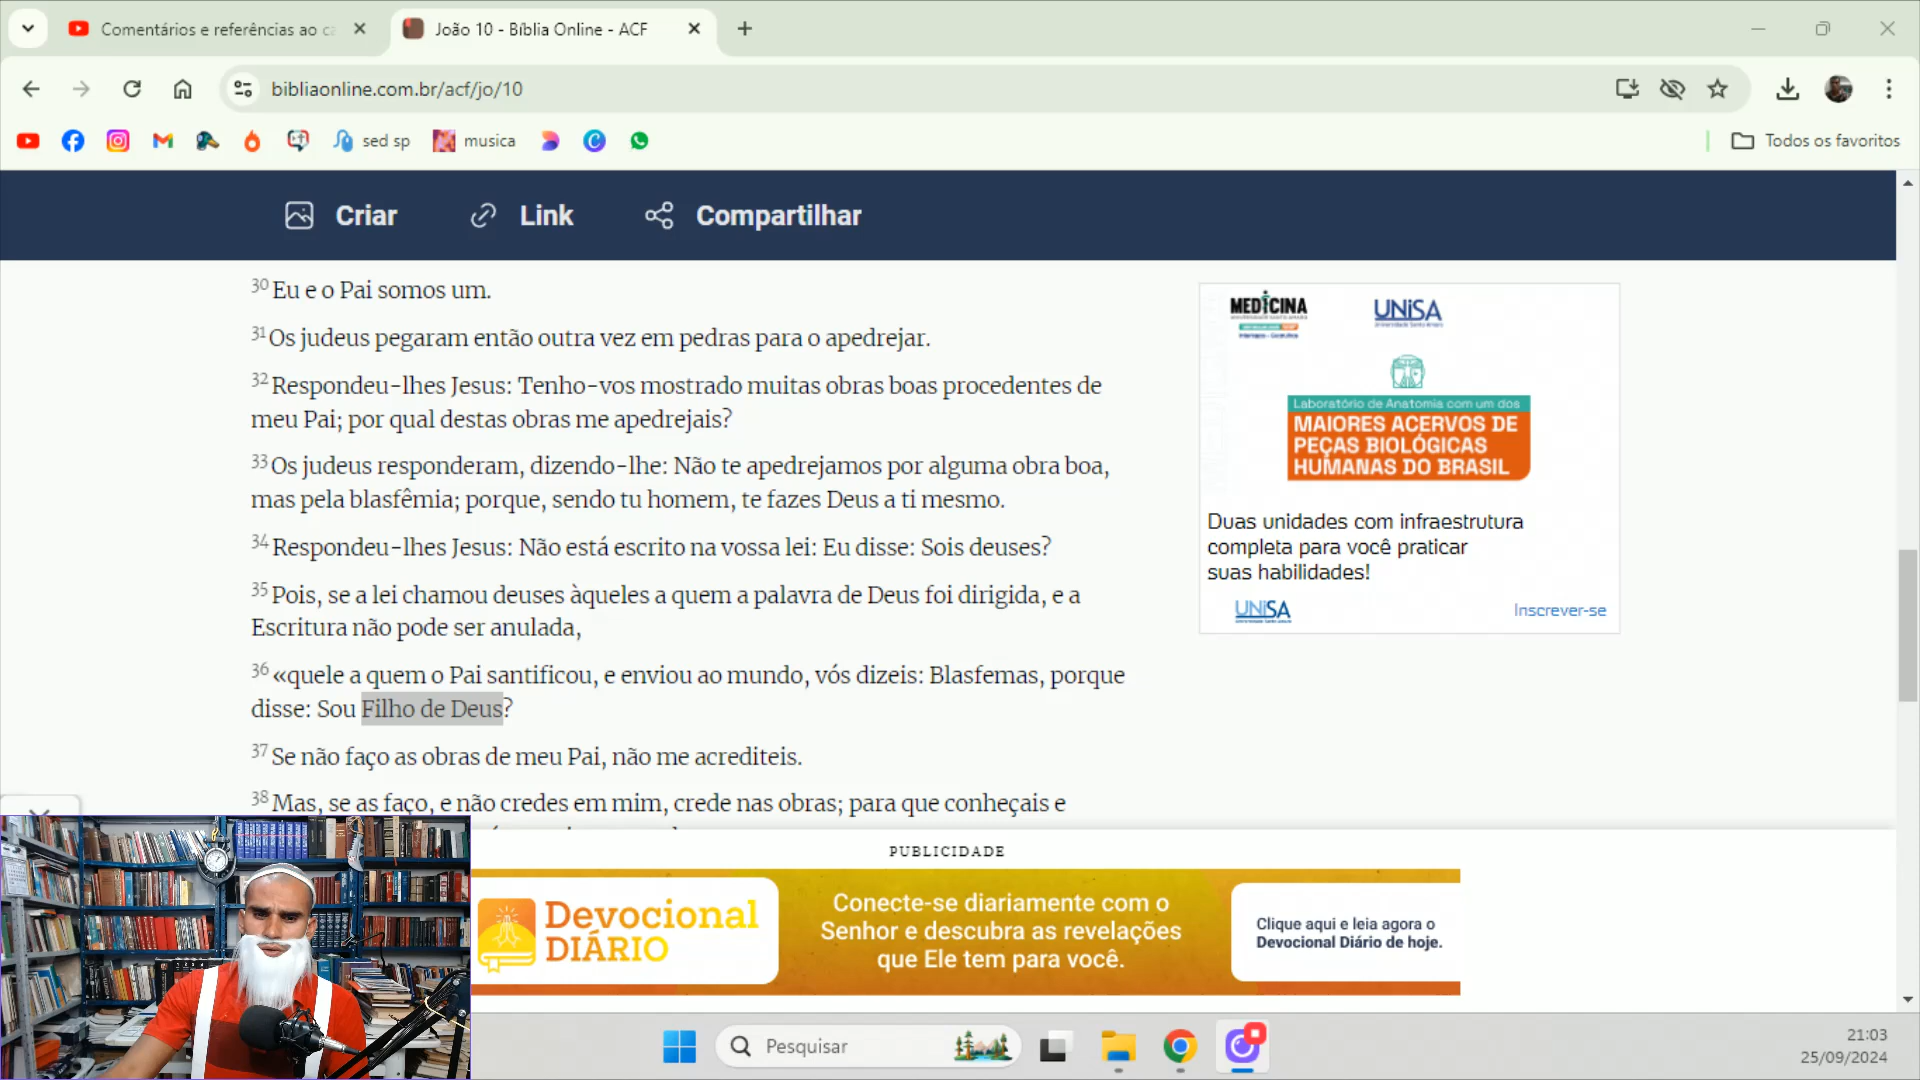 Comentários e referências ao ca
João 10 - Bíblia Online - ACF
bibliaonline.com.br/acf/jo/10
sed sp
musica
Todos os favoritos
Criar
Link
Compartilhar
30 Eu e o Pai somos um.
31 Os judeus pegaram então outra vez em pedras para o apedrejar.
32 Respondeu-lhes Jesus: Tenho-vos mostrado muitas obras boas procedentes de
meu Pai; por qual destas obras me apedrejais?
33 Os judeus responderam, dizendo-lhe: Não te apedrejamos por alguma obra boa,
mas pela blasfêmia; porque, sendo tu homem, te fazes Deus a ti mesmo.
34 Respondeu-lhes Jesus: Não está escrito na vossa lei: Eu disse: Sois deuses?
35 Pois, se a lei chamou deuses àqueles a quem a palavra de Deus foi dirigida, e a
Escritura não pode ser anulada,
36 «quele a quem o Pai santificou, e enviou ao mundo, vós dizeis: Blasfemas, porque
disse: Sou Filho de Deus?
37 Se não faço as obras de meu Pai, não me acrediteis.
38 Mas, se as faço, e não credes em mim, crede nas obras; para que conheçais e
MEDICINA
UNISA
Laboratório de Anatomia com um dos
MAIORES ACERVOS DE
PEÇAS BIOLÓGICAS
HUMANAS DO BRASIL
Duas unidades com infraestrutura
completa para você praticar
suas habilidades!
UNISA
Inscrever-se
PUBLICIDADE
Devocional
DIÁRIO
Conecte-se diariamente com o
Senhor e descubra as revelações
que Ele tem para você.
Clique aqui e leia agora o
Devocional Diário de hoje.
Pesquisar
21:03
25/09/2024